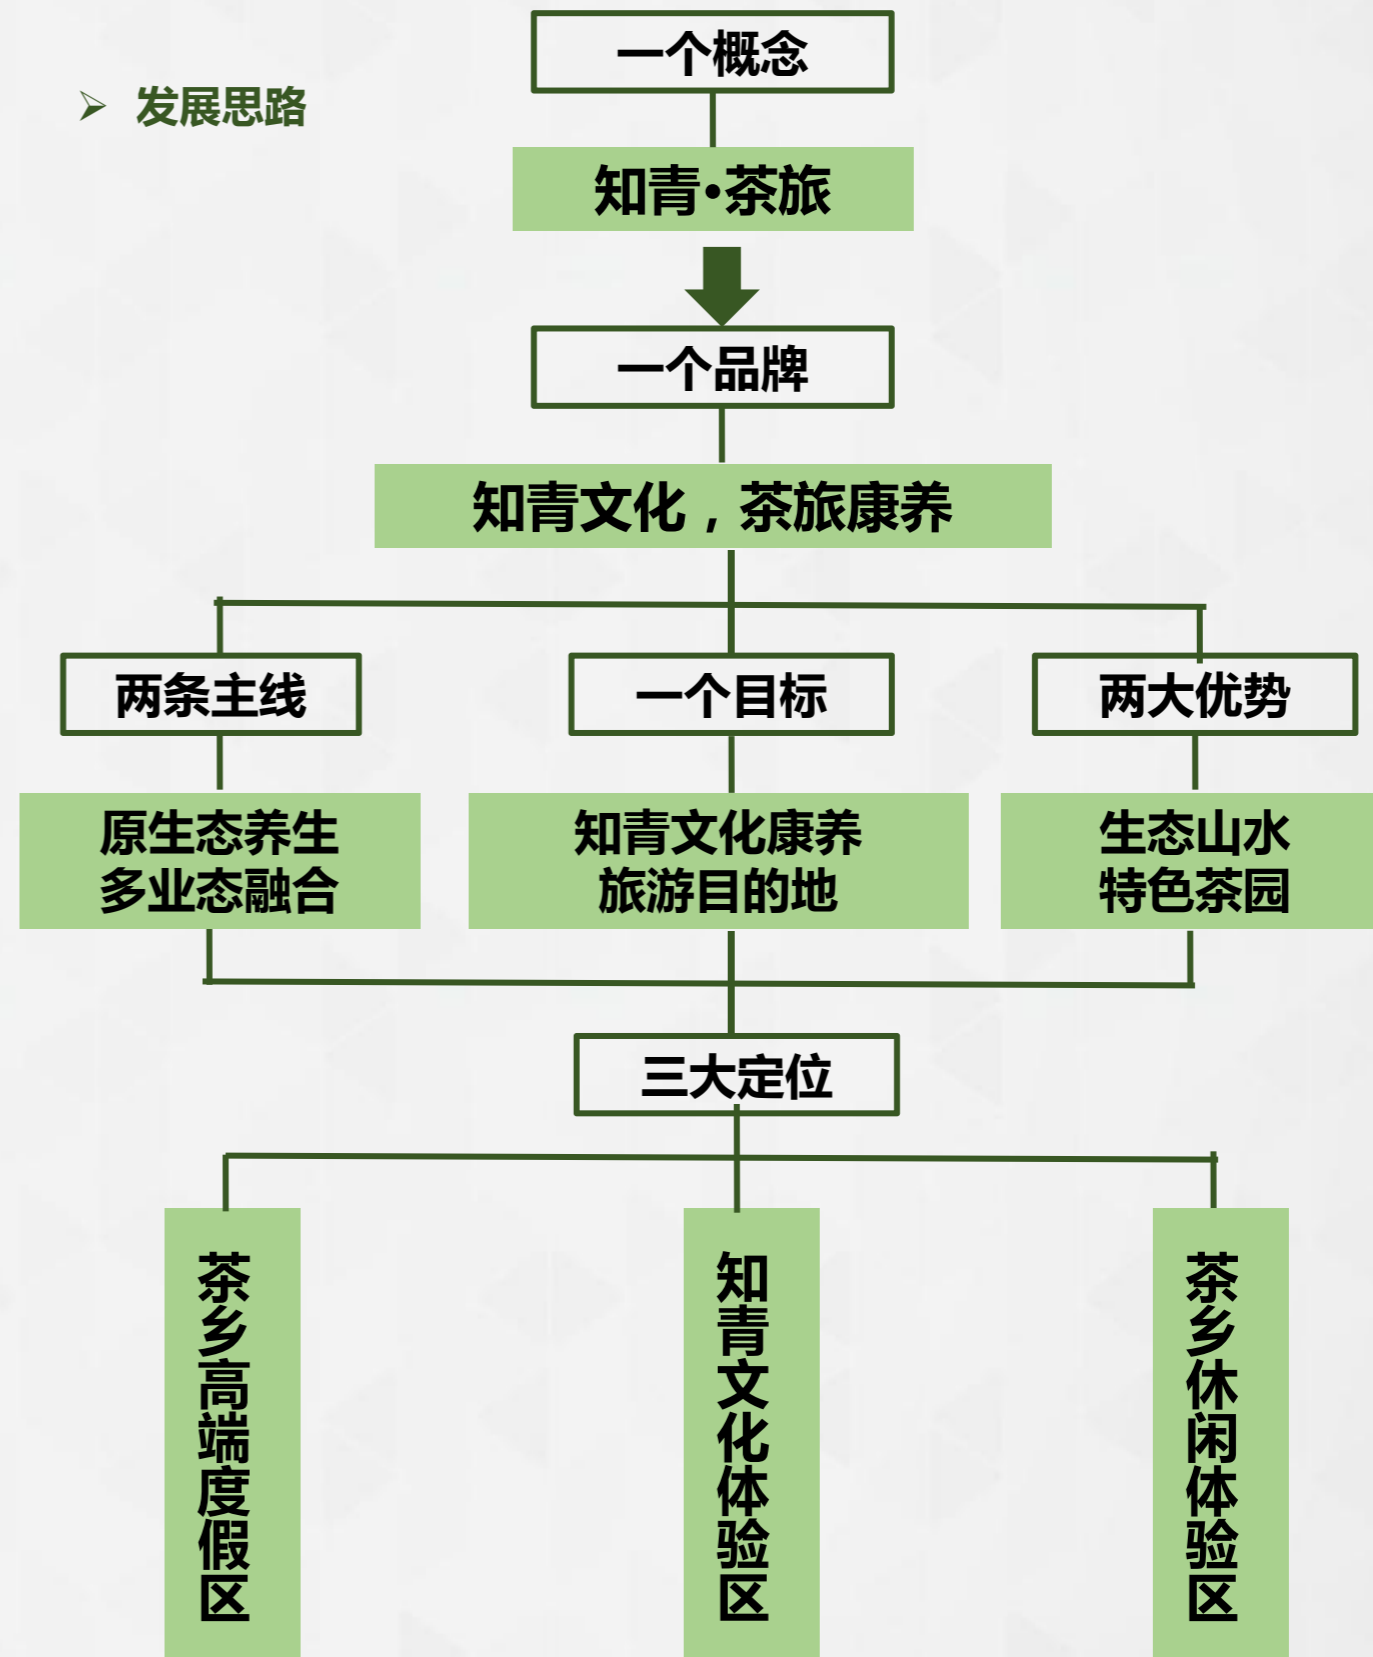 发展思路
一个概念
知青·茶旅
一个品牌
知青文化，茶旅康养
两条主线
一个目标
两大优势
原生态养生
多业态融合
知青文化康养
旅游目的地
生态山水
特色茶园
三大定位
茶乡高端度假区
知青文化体验区
茶乡休闲体验区